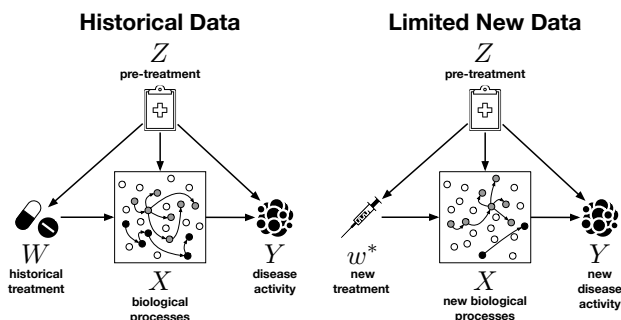 Historical Data
Z
pre-treatment
W
historical
treatment
X
biological
processes
Y
disease
activity
Limited New Data
Z
pre-treatment
w*
new
treatment
X
new biological
processes
Y
new disease
activity